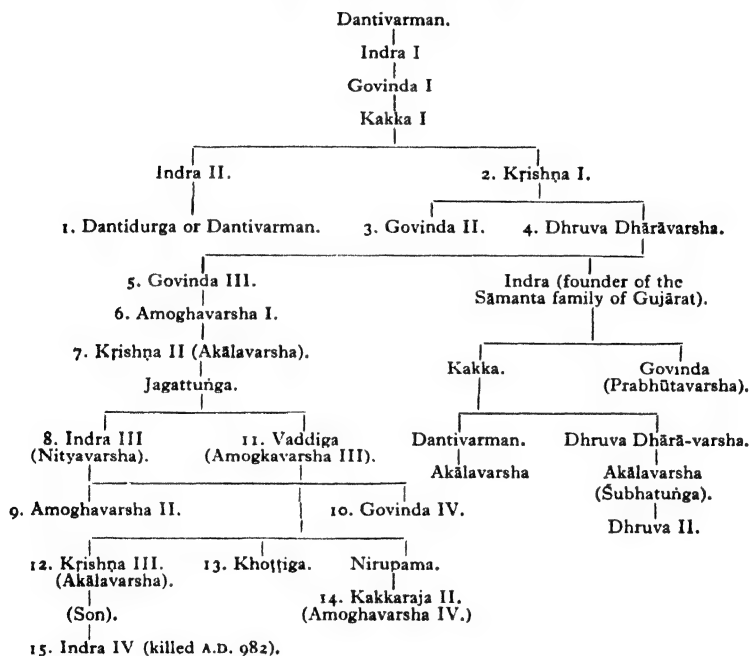 Dantivarman.
Indra I
Govinda I
Kakka I
Indra II.
2. Kṛishṇa I.
1. Dantidurga or Dantivarman.
3. Govinda II.
4. Dhruva Dhārāvarsha.
5. Govinda III.
Indra (founder of the
Sāmanta family of Gujārat).
6. Amoghavarsha I.
7. Kṛishṇa II (Akālavarsha).
Jagattuṅga.
Kakka.
Govinda
(Prabhūtavarsha).
8. Indra III
(Nityavarsha).
11. Vaddiga
(Amogkavarsha III).
Dantivarman.
Dhruva Dhārā-varsha.
Akālavarsha
Akālavarsha
(Śubhatuṅga).
9. Amoghavarsha II.
10. Govinda IV.
Dhruva II.
12. Kṛishṇa III.
(Akālavarsha).
13. Khoṭṭiga.
Nirupama.
(Son).
14. Kakkaraja II.
(Amoghavarsha IV.)
15. Indra IV (killed A.D. 982).